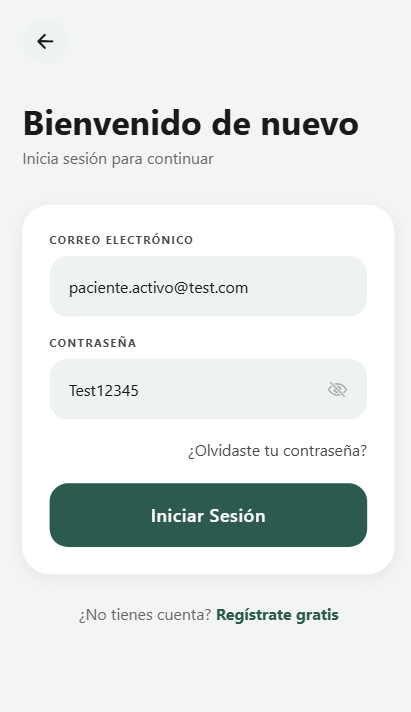 Bienvenido de nuevo
Inicia sesión para continuar
CORREO ELECTRÓNICO
paciente.activo@test.com
CONTRASEÑA
Test12345
¿Olvidaste tu contraseña?
Iniciar Sesión
¿No tienes cuenta? Regístrate gratis